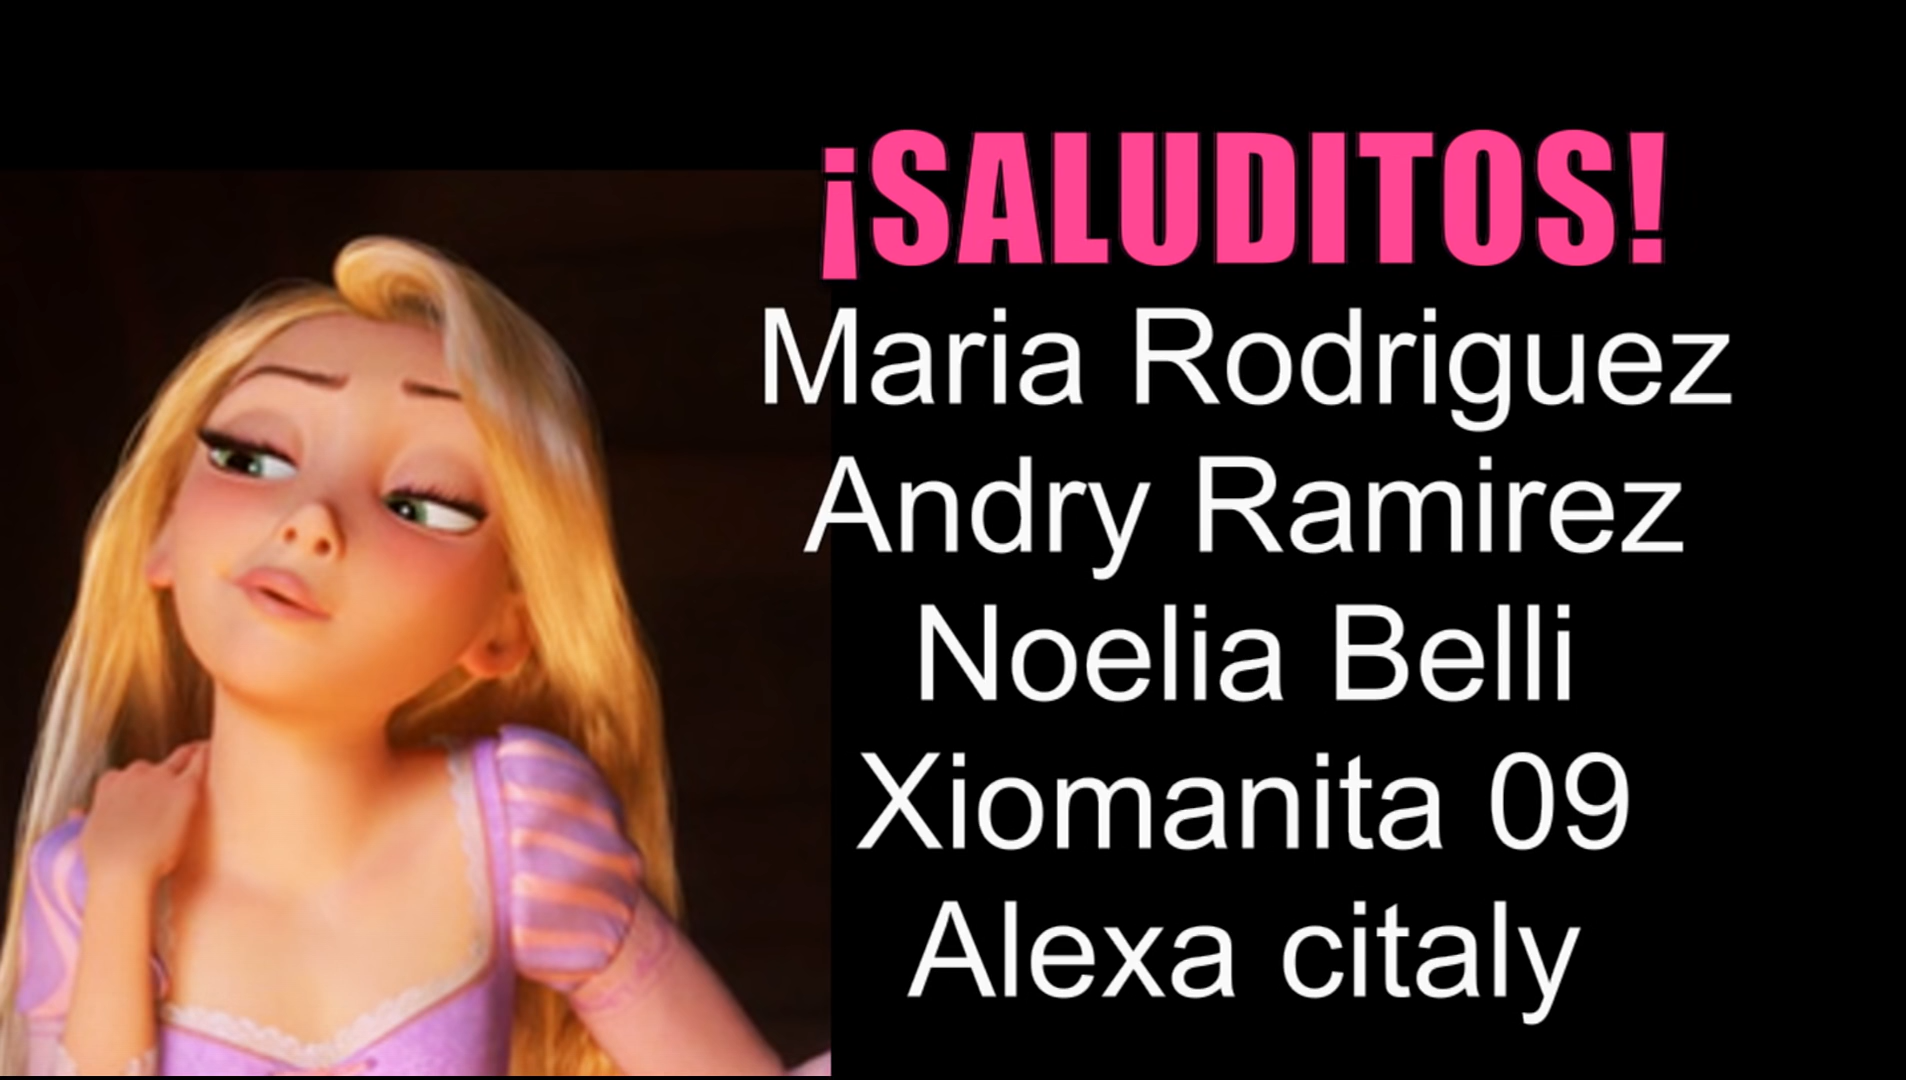 ¡SALUDITOS!
Maria Rodriguez
Andry Ramirez
Noelia Belli
Xiomanita 09
Alexa citaly